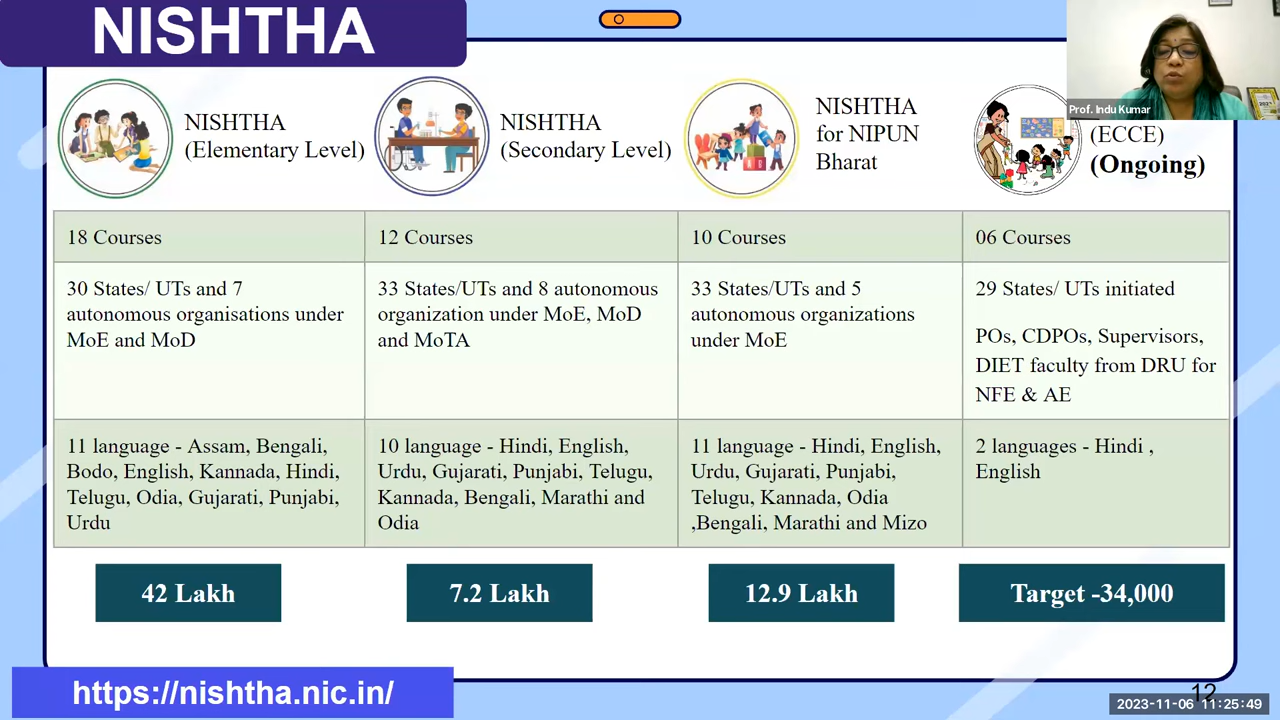 NISHTHA
Prof. Indu Kumar
NISHTHA
(Elementary Level)
NISHTHA
(Secondary Level)
NISHTHA
for NIPUN
Bharat
(ECCE)
(Ongoing)
18 Courses
12 Courses
10 Courses
06 Courses
30 States/ UTs and 7
autonomous organisations under
MoE and MoD
33 States/UTs and 8 autonomous
organization under MoE, MoD
and MoTA
33 States/UTs and 5
autonomous organizations
under MoE
29 States/ UTs initiated
POs, CDPOs, Supervisors,
DIET faculty from DRU for
NFE & AE
11 language - Assam, Bengali,
Bodo, English, Kannada, Hindi,
Telugu, Odia, Gujarati, Punjabi,
Urdu
10 language - Hindi, English,
Urdu, Gujarati, Punjabi, Telugu,
Kannada, Bengali, Marathi and
Odia
11 language - Hindi, English,
Urdu, Gujarati, Punjabi,
Telugu, Kannada, Odia
,Bengali, Marathi and Mizo
2 languages - Hindi ,
English
42 Lakh
7.2 Lakh
12.9 Lakh
Target -34,000
https://nishtha.nic.in/
12
2023-11-06 11:25:49